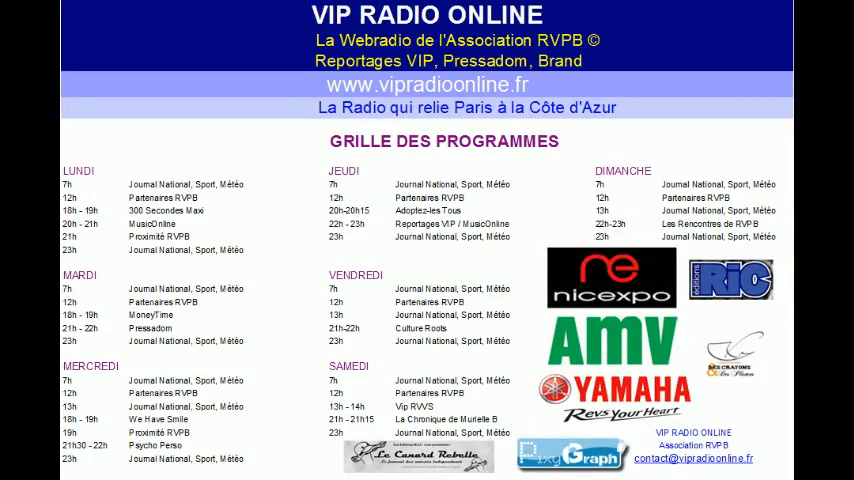 VIP RADIO ONLINE
La Webradio de l'Association RVPB ©
Reportages VIP, Pressadom, Brand
www.vipradioonline.fr
La Radio qui relie Paris à la Côte d'Azur
GRILLE DES PROGRAMMES
LUNDI
7h Journal National, Sport, Météo
12h Partenaires RVPB
18h - 19h 300 Secondes Maxi
20h - 21h MusicOnline
21h Proximité RVPB
23h Journal National, Sport, Météo
MARDI
7h Journal National, Sport, Météo
12h Partenaires RVPB
18h - 19h MoneyTime
21h - 22h Pressadom
23h Journal National, Sport, Météo
MERCREDI
7h Journal National, Sport, Météo
12h Partenaires RVPB
13h Journal National, Sport, Météo
18h - 19h We Have Smile
19h Proximité RVPB
21h30 - 22h Psycho Perso
23h Journal National, Sport, Météo
JEUDI
7h Journal National, Sport, Météo
12h Partenaires RVPB
20h-20h15 Adoptez-les Tous
22h - 23h Reportages VIP / MusicOnline
23h Journal National, Sport, Météo
VENDREDI
7h Journal National, Sport, Météo
12h Partenaires RVPB
13h Journal National, Sport, Météo
21h-22h Culture Roots
23h Journal National, Sport, Météo
SAMEDI
7h Journal National, Sport, Météo
12h Partenaires RVPB
13h - 14h Vip RVVS
21h - 21h15 La Chronique de Murielle B
23h Journal National, Sport, Météo
Le Canard Rebelle
DIMANCHE
7h Journal National, Sport, Météo
12h Partenaires RVPB
13h Journal National, Sport, Météo
22h-23h Les Rencontres de RVPB
23h Journal National, Sport, Météo
re
nicexpo
éditions RIC
AMV
DES CRAYONS
& Des Plumes
YAMAHA
Revs Your Heart
PixyGraph
VIP RADIO ONLINE
Association RVPB
contact@vipradioonline.fr